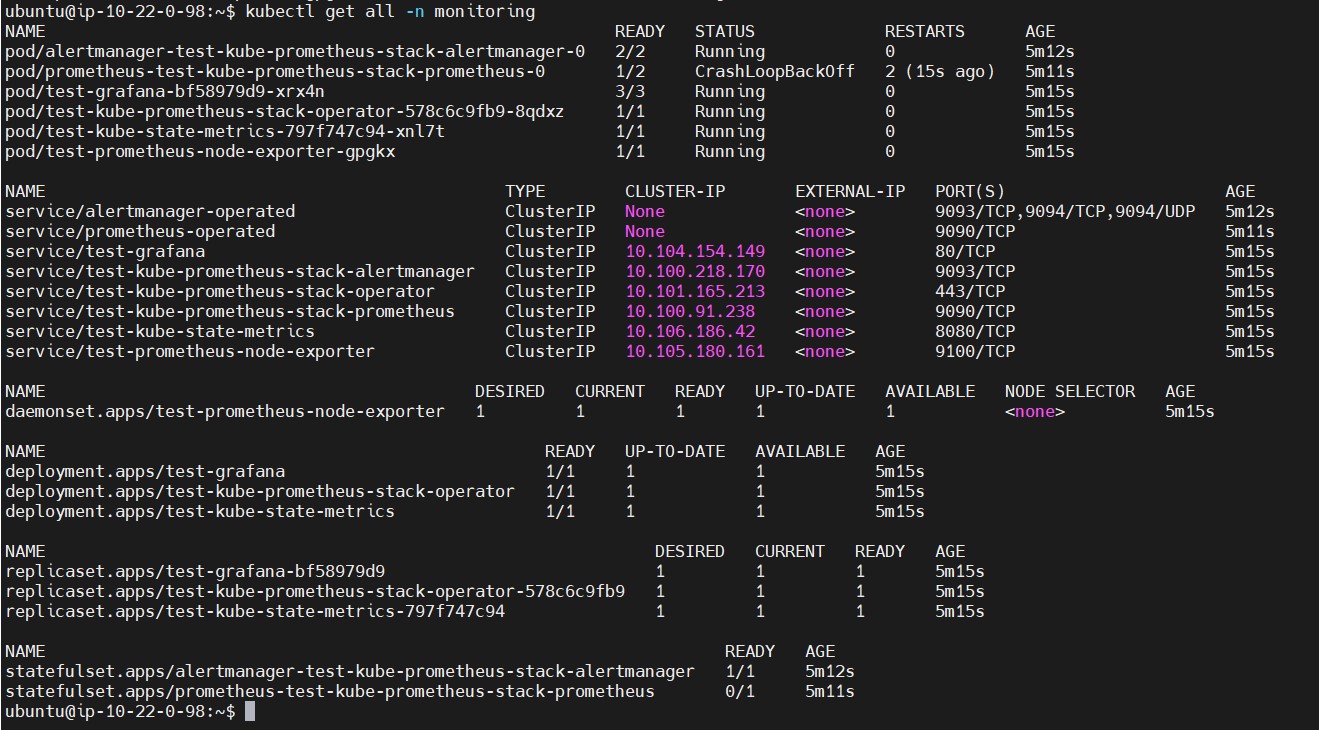 ubuntu@ip-10-22-0-98:~$ kubectl get all -n monitoring
NAME READY STATUS RESTARTS AGE
pod/alertmanager-test-kube-prometheus-stack-alertmanager-0 2/2 Running 0 5m12s
pod/prometheus-test-kube-prometheus-stack-prometheus-0 1/2 CrashLoopBackOff 2 (15s ago) 5m11s
pod/test-grafana-bf58979d9-xrx4n 3/3 Running 0 5m15s
pod/test-kube-prometheus-stack-operator-578c6c9fb9-8qdxz 1/1 Running 0 5m15s
pod/test-kube-state-metrics-797f747c94-xnl7t 1/1 Running 0 5m15s
pod/test-prometheus-node-exporter-gpgkx 1/1 Running 0 5m15s
NAME TYPE CLUSTER-IP EXTERNAL-IP PORT(S) AGE
service/alertmanager-operated ClusterIP None <none> 9093/TCP,9094/TCP,9094/UDP 5m12s
service/prometheus-operated ClusterIP None <none> 9090/TCP 5m11s
service/test-grafana ClusterIP 10.104.154.149 <none> 80/TCP 5m15s
service/test-kube-prometheus-stack-alertmanager ClusterIP 10.100.218.170 <none> 9093/TCP 5m15s
service/test-kube-prometheus-stack-operator ClusterIP 10.101.165.213 <none> 443/TCP 5m15s
service/test-kube-prometheus-stack-prometheus ClusterIP 10.100.91.238 <none> 9090/TCP 5m15s
service/test-kube-state-metrics ClusterIP 10.106.186.42 <none> 8080/TCP 5m15s
service/test-prometheus-node-exporter ClusterIP 10.105.180.161 <none> 9100/TCP 5m15s
NAME DESIRED CURRENT READY UP-TO-DATE AVAILABLE NODE SELECTOR AGE
daemonset.apps/test-prometheus-node-exporter 1 1 1 1 1 <none> 5m15s
NAME READY UP-TO-DATE AVAILABLE AGE
deployment.apps/test-grafana 1/1 1 1 5m15s
deployment.apps/test-kube-prometheus-stack-operator 1/1 1 1 5m15s
deployment.apps/test-kube-state-metrics 1/1 1 1 5m15s
NAME DESIRED CURRENT READY AGE
replicaset.apps/test-grafana-bf58979d9 1 1 1 5m15s
replicaset.apps/test-kube-prometheus-stack-operator-578c6c9fb9 1 1 1 5m15s
replicaset.apps/test-kube-state-metrics-797f747c94 1 1 1 5m15s
NAME READY AGE
statefulset.apps/alertmanager-test-kube-prometheus-stack-alertmanager 1/1 5m12s
statefulset.apps/prometheus-test-kube-prometheus-stack-prometheus 0/1 5m11s
ubuntu@ip-10-22-0-98:~$